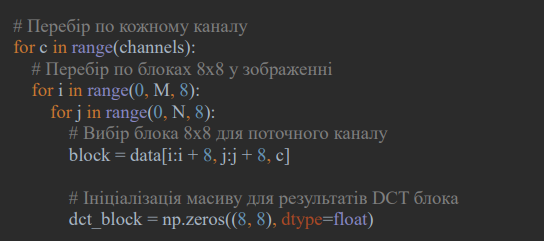 # Перебір по кожному каналу
for c in range(channels):
# Перебір по блоках 8x8 у зображенні
for i in range(0, M, 8):
for j in range(0, N, 8):
# Вибір блока 8x8 для поточного каналу
block = data[i:i + 8, j:j + 8, c]
# Ініціалізація масиву для результатів DCT блока
dct_block = np.zeros((8, 8), dtype=float)